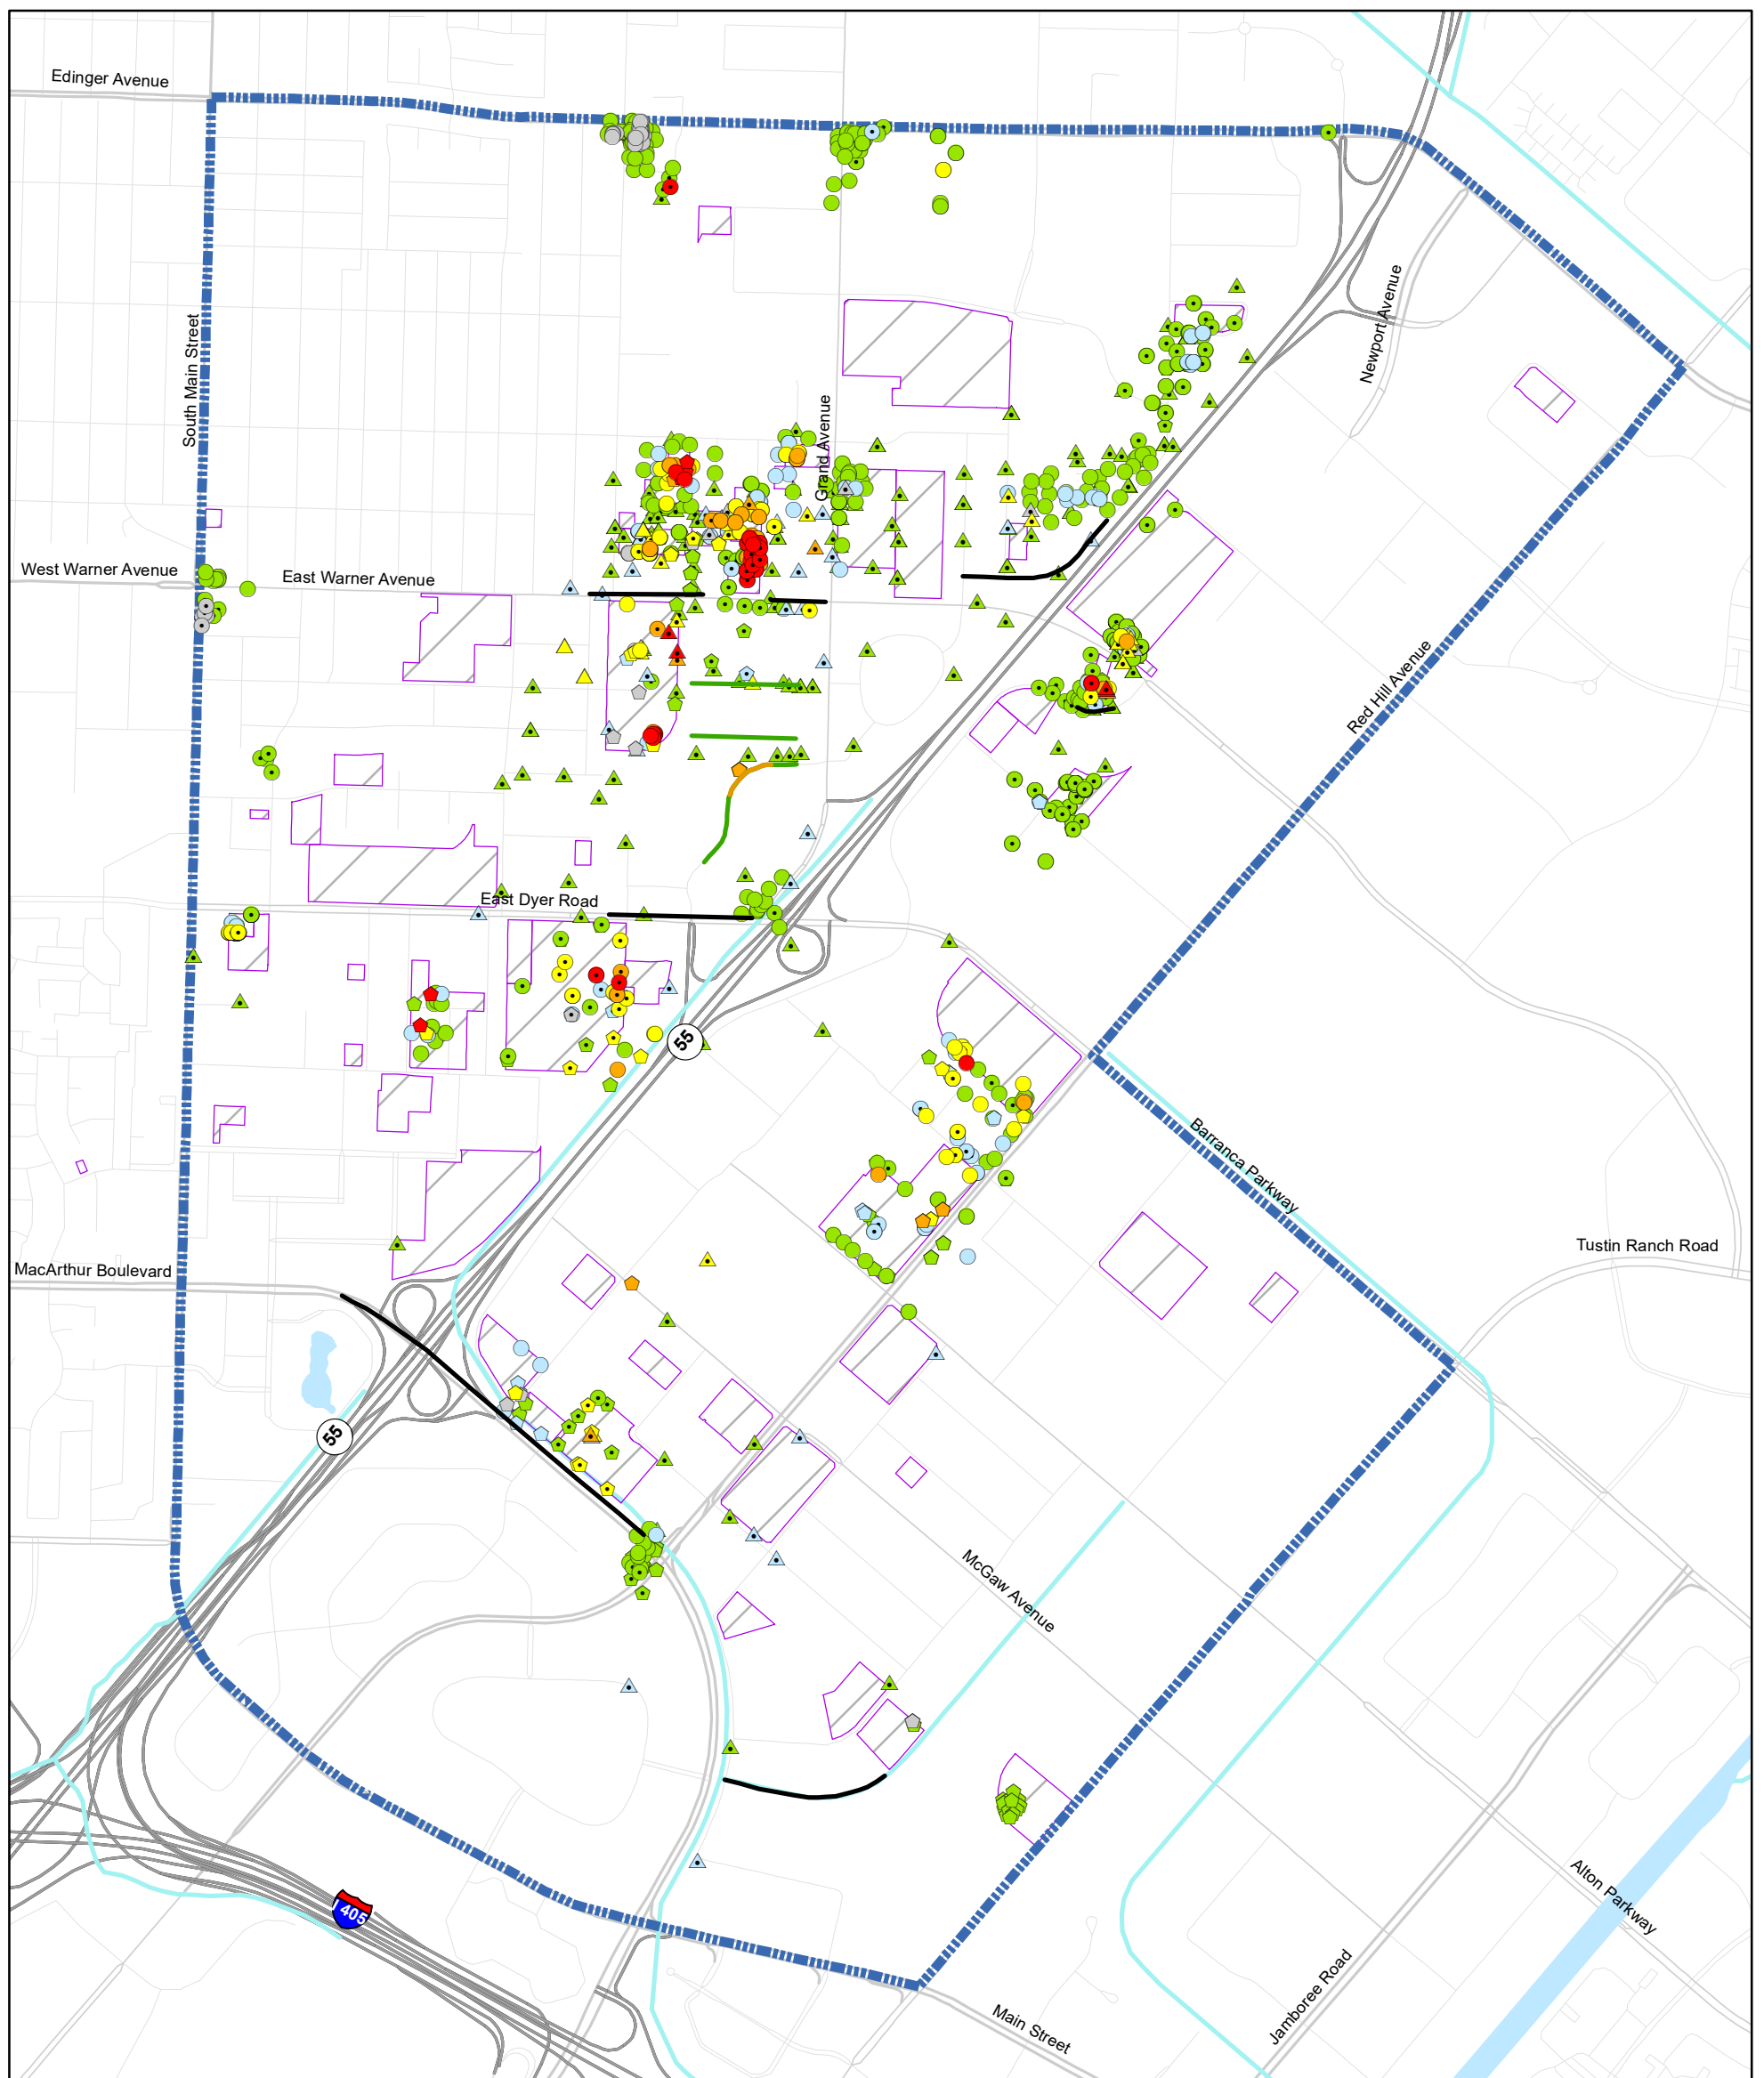 Edinger Avenue
Newport Avenue
South Main Street
Grand Avenue
West Warner Avenue
East Warner Avenue
Red Hill Avenue
East Dyer Road
55
Barranca Parkway
Tustin Ranch Road
MacArthur Boulevard
55
McGaw Avenue
Alton Parkway
405
Jamboree Road
Main Street